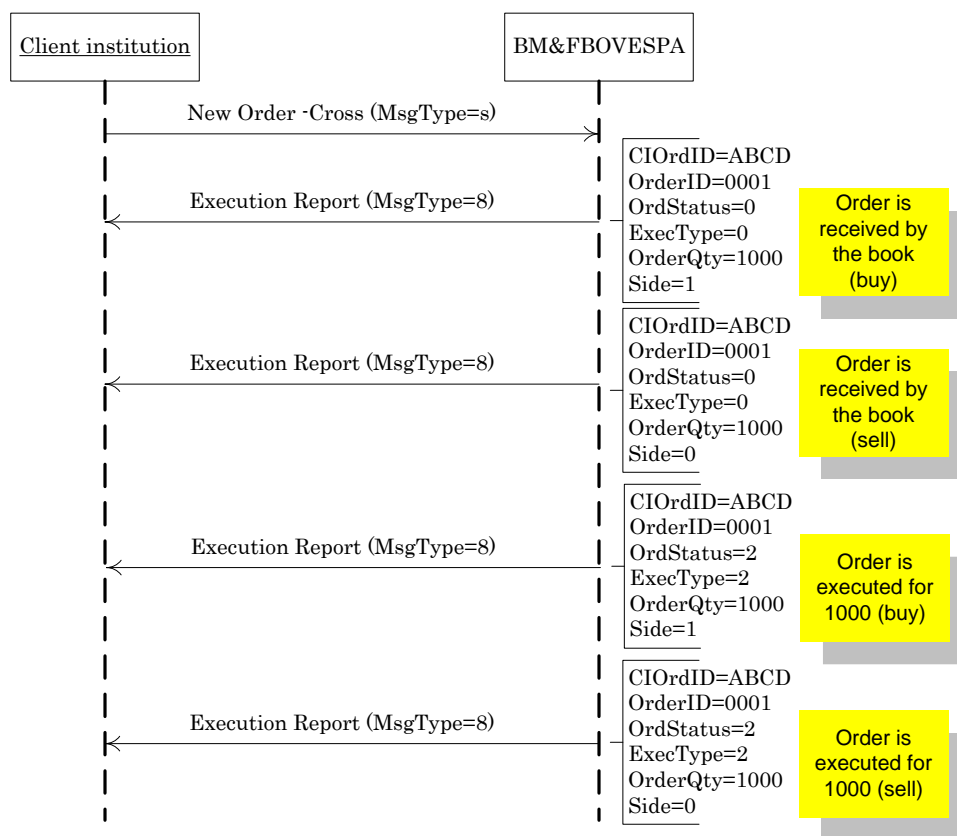 Client institution
BM&FBOVESPA
New Order -Cross (MsgType=s)
CIOrdID=ABCD
OrderID=0001
OrdStatus=0
ExecType=0
OrderQty=1000
Side=1
Execution Report (MsgType=8)
Order is
received by
the book
(buy)
CIOrdID=ABCD
OrderID=0001
OrdStatus=0
ExecType=0
OrderQty=1000
Side=0
Execution Report (MsgType=8)
Order is
received by
the book
(sell)
CIOrdID=ABCD
OrderID=0001
OrdStatus=2
ExecType=2
OrderQty=1000
Side=1
Execution Report (MsgType=8)
Order is
executed for
1000 (buy)
CIOrdID=ABCD
OrderID=0001
OrdStatus=2
ExecType=2
OrderQty=1000
Side=0
Execution Report (MsgType=8)
Order is
executed for
1000 (sell)